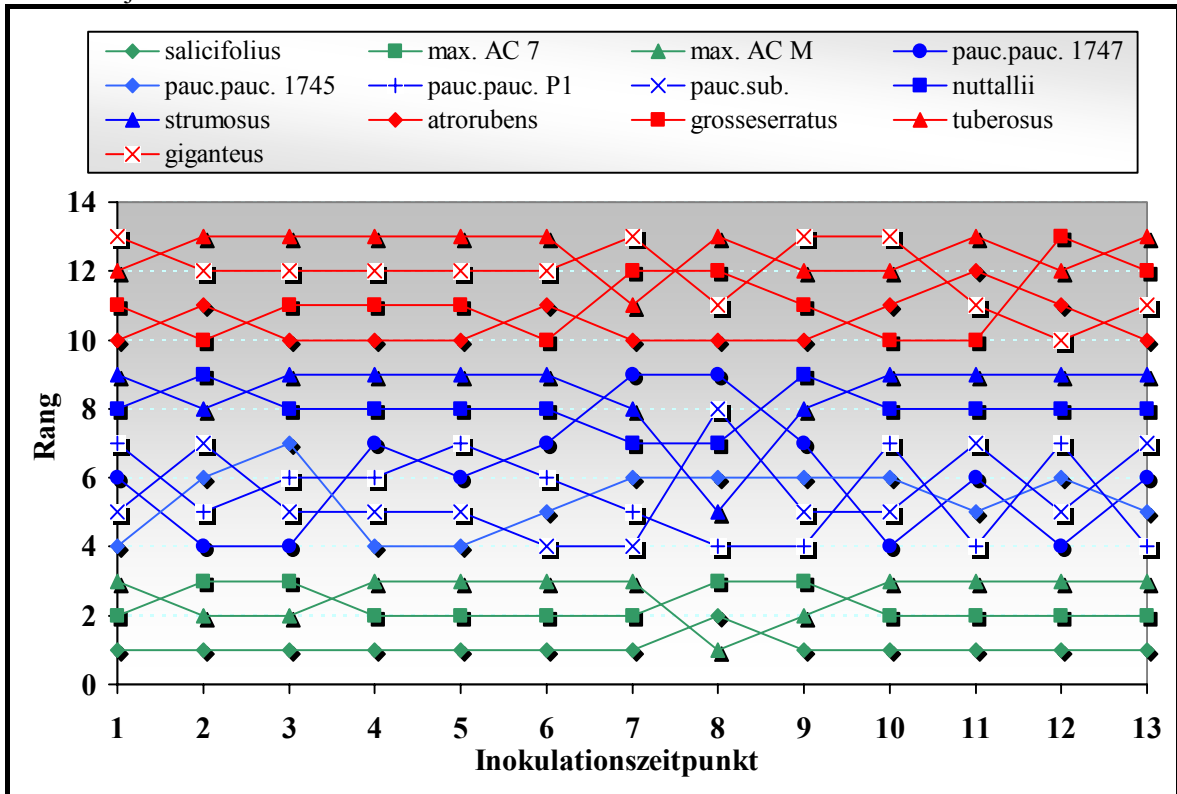 salicifolius max. AC 7 max. AC M pauc.pauc. 1747
pauc.pauc. 1745 pauc.pauc. P1 pauc.sub. nuttallii
strumosus atrorubens grosseserratus tuberosus
giganteus
14
12
10
8
6
4
2
0
Rang
1 2 3 4 5 6 7 8 9 10 11 12 13
Inokulationszeitpunkt